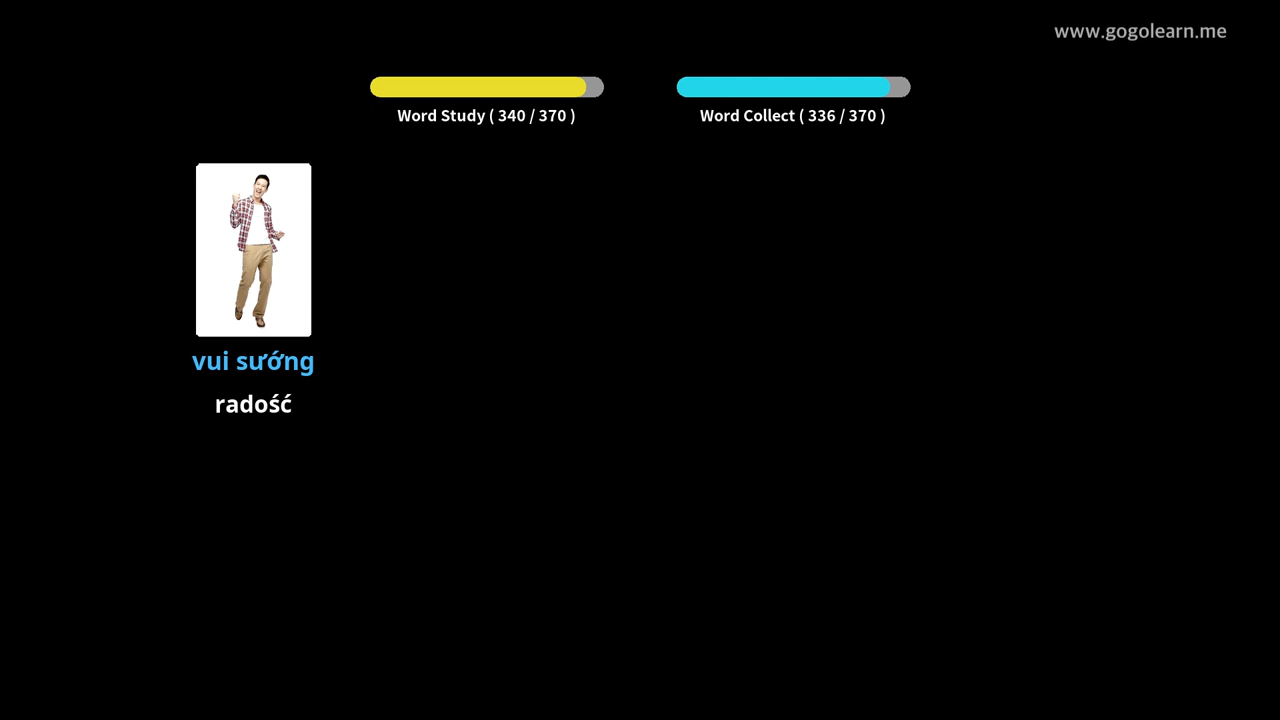 www.gogolearn.me
Word Study ( 340 / 370 )
Word Collect ( 336 / 370 )
vui sướng
radość